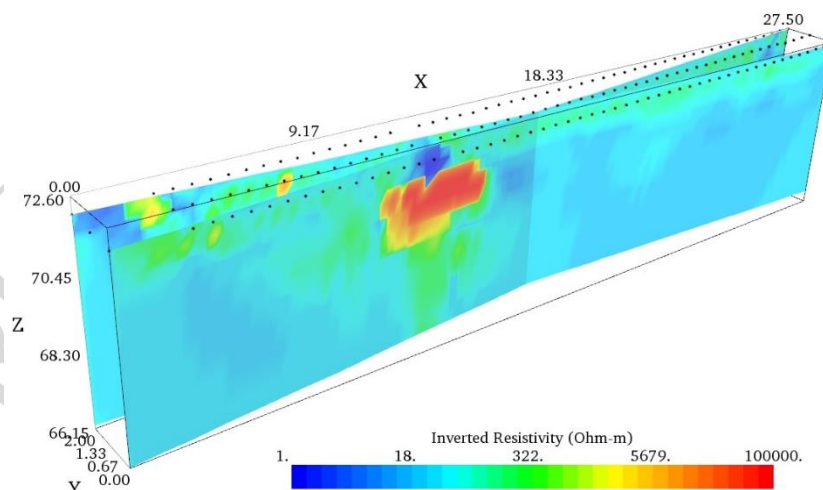 27.50
X
18.33
9.17
0.00
72.60
70.45
Z
68.30
66.15
2.00
1.33
0.67
0.00
Y
Inverted Resistivity (Ohm-m)
1. 18. 322. 5679. 100000.